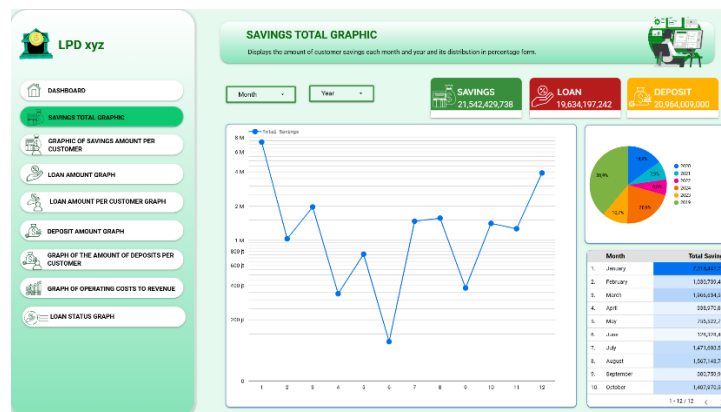 LPD xyz
DASHBOARD
SAVINGS TOTAL GRAPHIC
GRAPHIC OF SAVINGS AMOUNT PER
CUSTOMER
LOAN AMOUNT GRAPH
LOAN AMOUNT PER CUSTOMER GRAPH
DEPOSIT AMOUNT GRAPH
GRAPH OF THE AMOUNT OF DEPOSITS PER
CUSTOMER
GRAPH OF OPERATING COSTS TO REVENUE
LOAN STATUS GRAPH
SAVINGS TOTAL GRAPHIC
Displays the amount of customer savings each month and year and its distribution in percentage form.
Month
Year
SAVINGS
21,542,429,738
LOAN
19,634,197,242
DEPOSIT
20,964,009,000
Total Savings
8 M
6 M
4 M
2 M
1 M
0
1 2 3 4 5 6 7 8 9 10 11 12
2020
2021
2022
2024
2023
2019
Month Total Saving
1. January
2. February
3. March
4. April
5. May
6. June
7. July
8. August
9. September
10. October
1 - 12 / 12 <